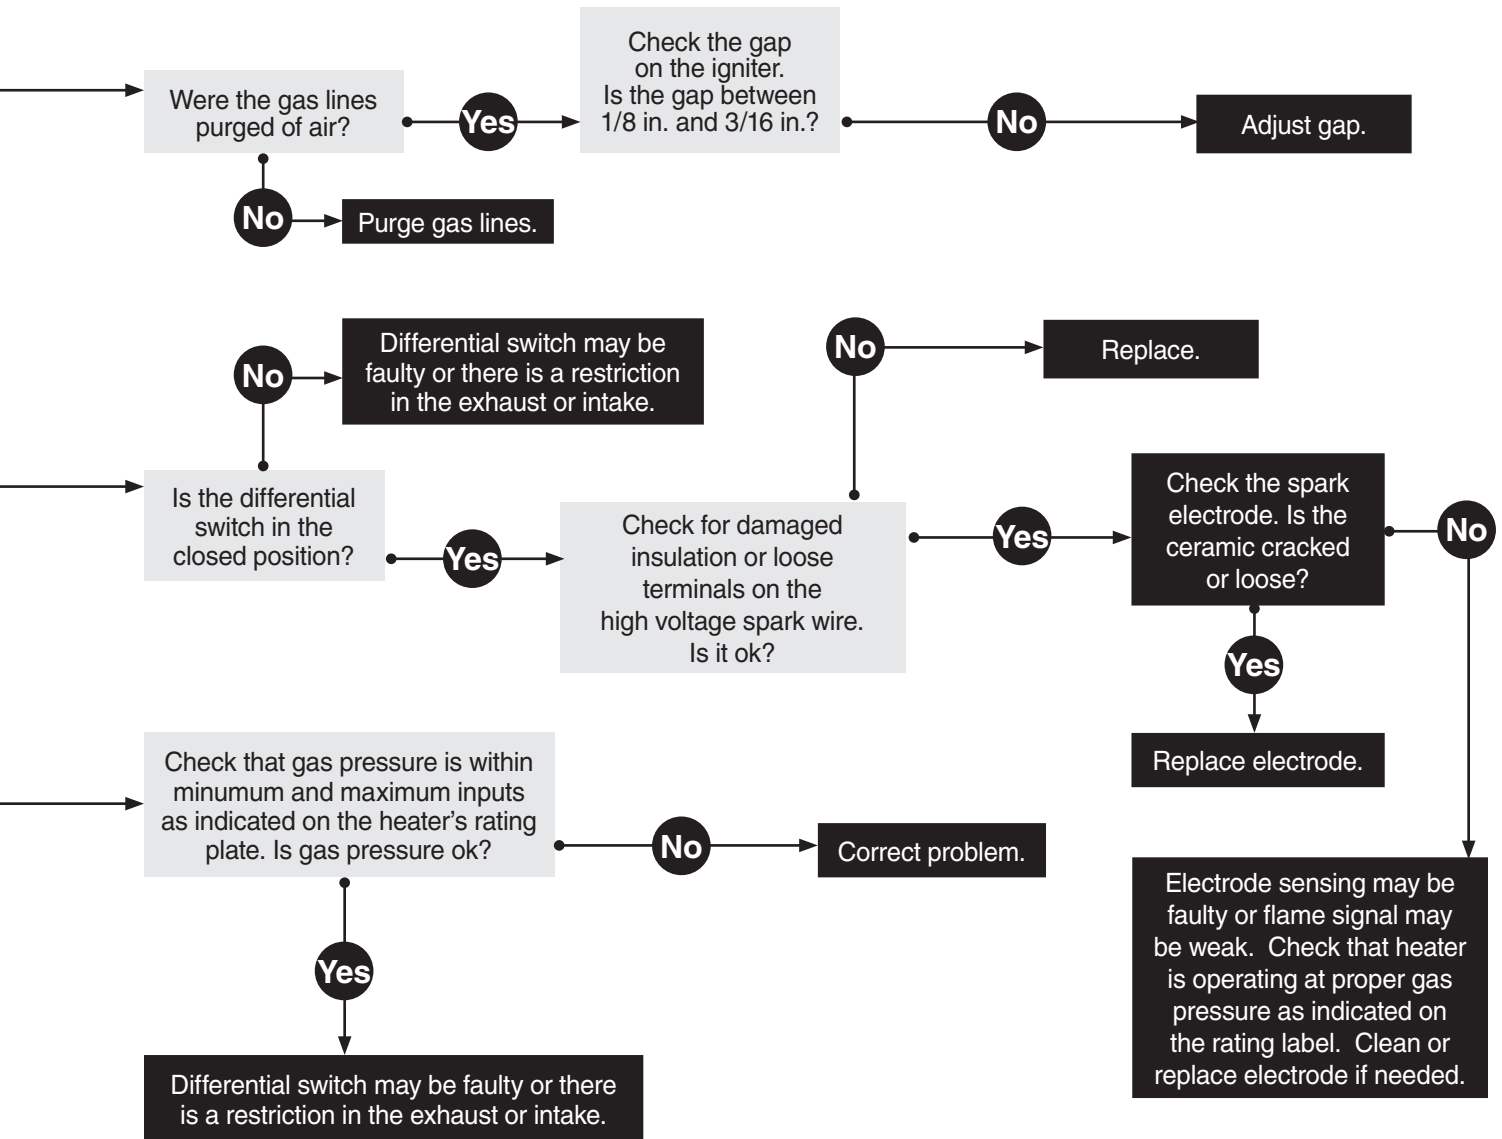 Were the gas lines
purged of air?
Yes
Check the gap
on the igniter.
Is the gap between
1/8 in. and 3/16 in.?
No
Adjust gap.
No
Purge gas lines.
No
Differential switch may be
faulty or there is a restriction
in the exhaust or intake.
Is the differential
switch in the
closed position?
Yes
Check for damaged
insulation or loose
terminals on the
high voltage spark wire.
Is it ok?
No
Replace.
Yes
Check the spark
electrode. Is the
ceramic cracked
or loose?
No
Yes
Replace electrode.
Electrode sensing may be
faulty or flame signal may
be weak.  Check that heater
is operating at proper gas
pressure as indicated on
the rating label.  Clean or
replace electrode if needed.
Check that gas pressure is within
minumum and maximum inputs
as indicated on the heater’s rating
plate. Is gas pressure ok?
No
Correct problem.
Yes
Differential switch may be faulty or there
is a restriction in the exhaust or intake.